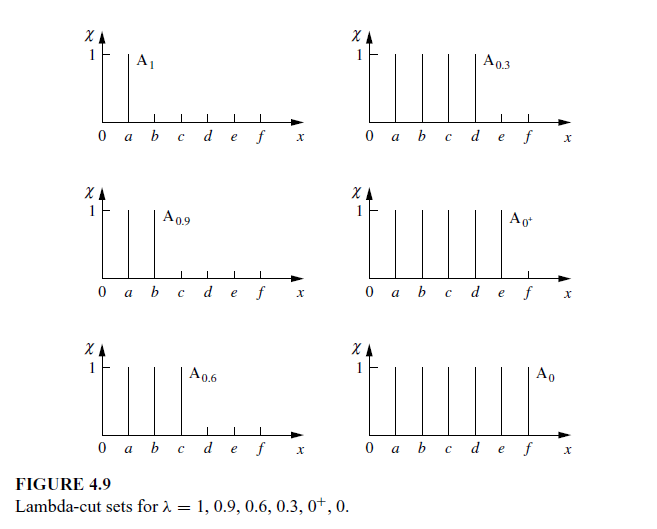 χ χ
1 A1 1 A0.3
0 a b c d e f x 0 a b c d e f x
χ χ
1 A0.9 1 A0+
0 a b c d e f x 0 a b c d e f x
χ χ
1 A0.6 1 A0
0 a b c d e f x 0 a b c d e f x
FIGURE 4.9
Lambda-cut sets for λ = 1, 0.9, 0.6, 0.3, 0⁺, 0.